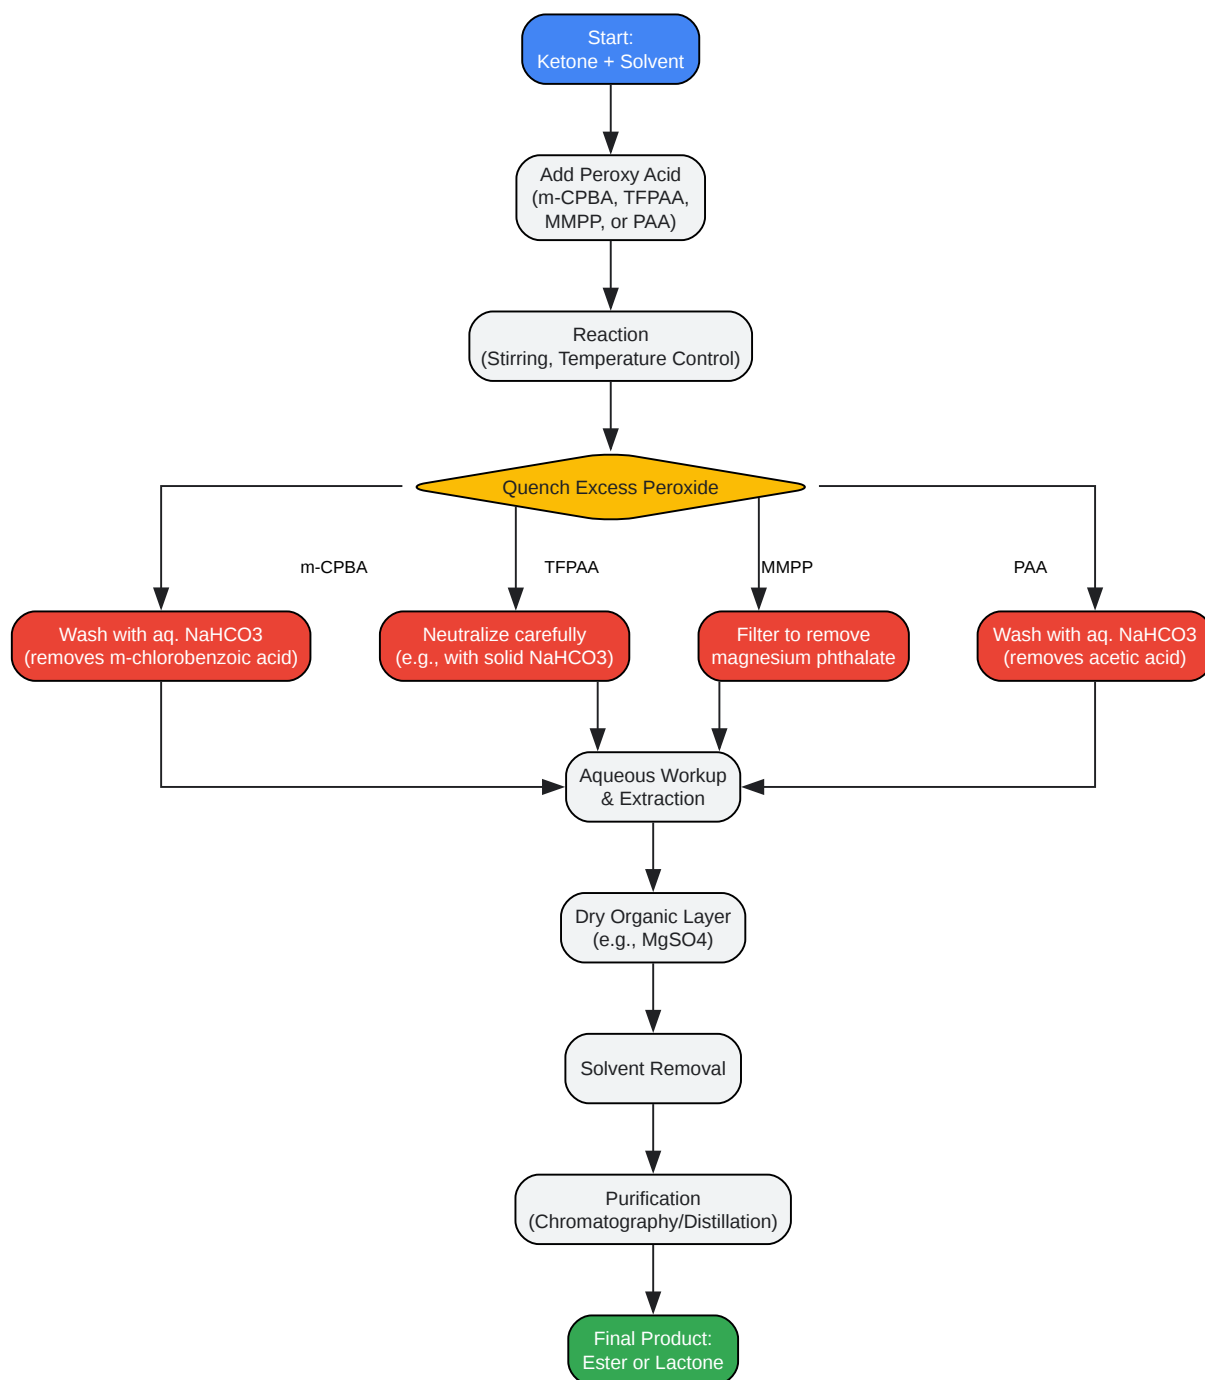 Start:
Ketone + Solvent
Add Peroxy Acid
(m-CPBA, TFPAA,
MMPP, or PAA)
Reaction
(Stirring, Temperature Control)
Quench Excess Peroxide
m-CPBA
TFPAA
MMPP
PAA
Wash with aq. NaHCO3
(removes m-chlorobenzoic acid)
Neutralize carefully
(e.g., with solid NaHCO3)
Filter to remove
magnesium phthalate
Wash with aq. NaHCO3
(removes acetic acid)
Aqueous Workup
& Extraction
Dry Organic Layer
(e.g., MgSO4)
Solvent Removal
Purification
(Chromatography/Distillation)
Final Product:
Ester or Lactone